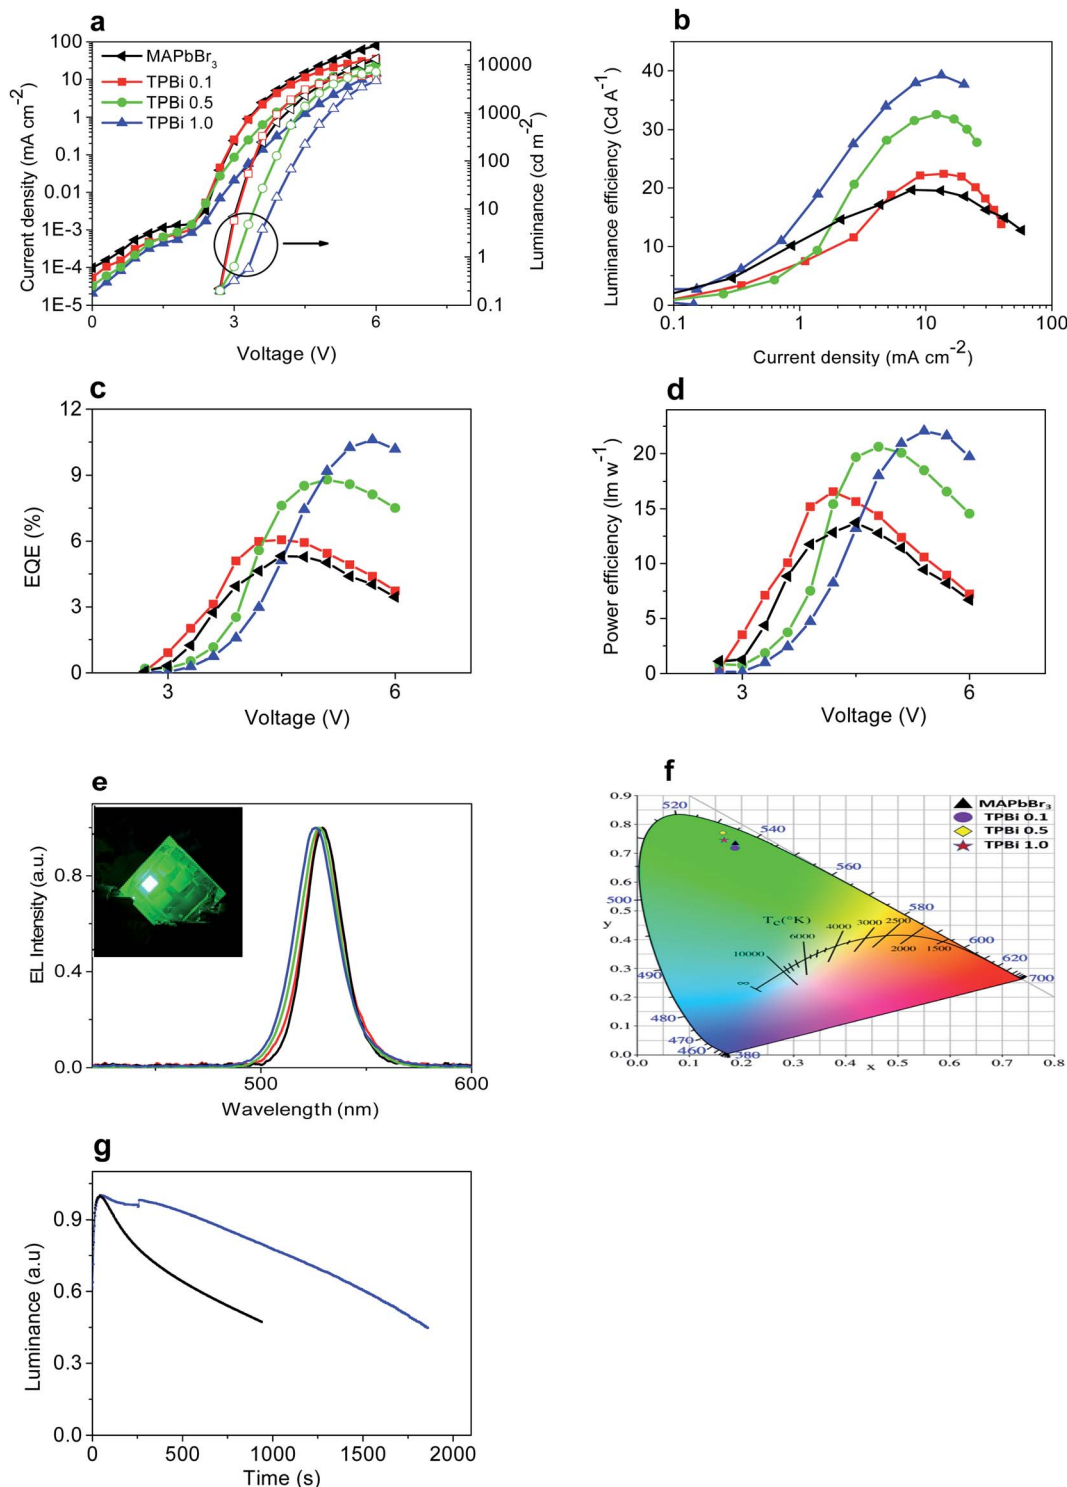 a
100
10
1
0.1
0.01
1E-3
1E-4
1E-5
Current density (mA cm-2)
MAPbBr3
TPBi 0.1
TPBi 0.5
TPBi 1.0
10000
1000
100
10
1
0.1
Luminance (cd m-2)
0 3 6
Voltage (V)
b
40
30
20
10
0
Luminance efficiency (Cd A-1)
0.1 1 10 100
Current density (mA cm-2)
c
12
9
6
3
0
EQE (%)
3 6
Voltage (V)
d
20
15
10
5
0
Power efficiency (lm w-1)
3 6
Voltage (V)
e
0.8
0.4
0.0
EL Intensity (a.u.)
500 600
Wavelength (nm)
f
0.9
0.8
0.7
0.6
0.5
0.4
0.3
0.2
0.1
0.0
y
MAPbBr3
TPBi 0.1
TPBi 0.5
TPBi 1.0
520
540
560
580
600
620
700
500
490
480
470
460
380
TC(°K)
∞
10000
6000
4000
3000
2500
2000
1500
0.0 0.1 0.2 0.3 0.4 0.5 0.6 0.7 0.8
x
g
0.9
0.6
0.3
0.0
Luminance (a.u)
0 500 1000 1500 2000
Time (s)